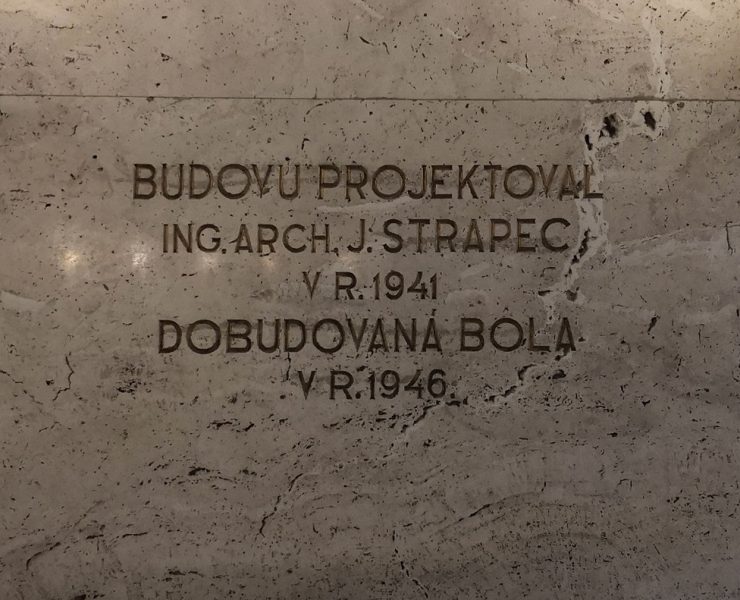 BUDOVU PROJEKTOVAL
ING. ARCH. J. STRAPEC
V R. 1941
DOBUDOVANÁ BOLA
V R. 1946